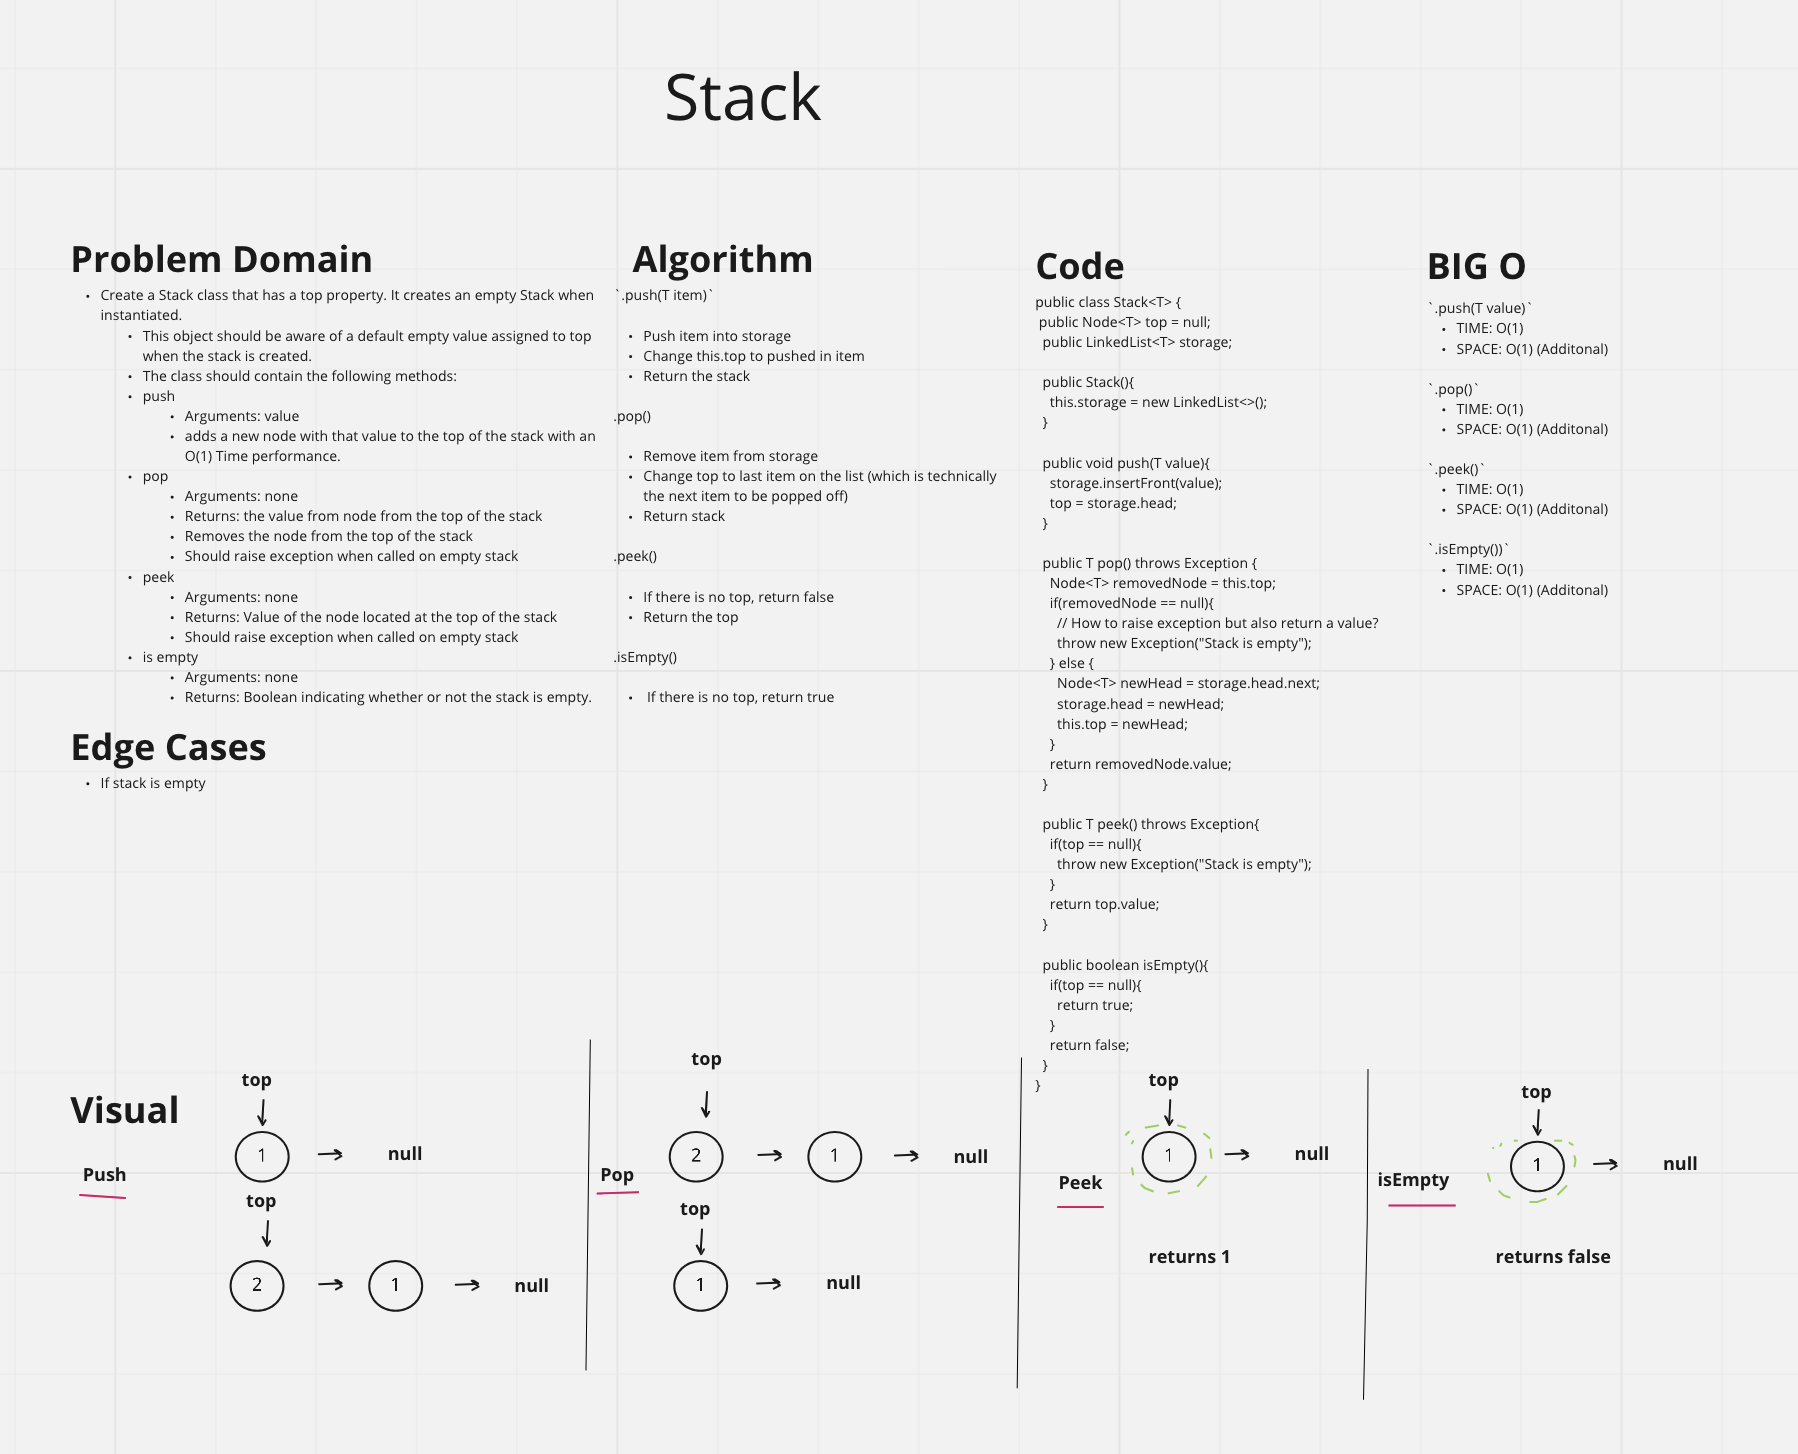 Stack
Problem Domain
• Create a Stack class that has a top property. It creates an empty Stack when
instantiated.
• This object should be aware of a default empty value assigned to top
when the stack is created.
• The class should contain the following methods:
• push
• Arguments: value
• adds a new node with that value to the top of the stack with an
O(1) Time performance.
• pop
• Arguments: none
• Returns: the value from node from the top of the stack
• Removes the node from the top of the stack
• Should raise exception when called on empty stack
• peek
• Arguments: none
• Returns: Value of the node located at the top of the stack
• Should raise exception when called on empty stack
• is empty
• Arguments: none
• Returns: Boolean indicating whether or not the stack is empty.
Edge Cases
• If stack is empty
Algorithm
`.push(T item)`
• Push item into storage
• Change this.top to pushed in item
• Return the stack
.pop()
• Remove item from storage
• Change top to last item on the list (which is technically
the next item to be popped off)
• Return stack
.peek()
• If there is no top, return false
• Return the top
.isEmpty()
• If there is no top, return true
Code
public class Stack<T> {
public Node<T> top = null;
public LinkedList<T> storage;
public Stack(){
this.storage = new LinkedList<>();
}
public void push(T value){
storage.insertFront(value);
top = storage.head;
}
public T pop() throws Exception {
Node<T> removedNode = this.top;
if(removedNode == null){
// How to raise exception but also return a value?
throw new Exception("Stack is empty");
} else {
Node<T> newHead = storage.head.next;
storage.head = newHead;
this.top = newHead;
}
return removedNode.value;
}
public T peek() throws Exception{
if(top == null){
throw new Exception("Stack is empty");
}
return top.value;
}
public boolean isEmpty(){
if(top == null){
return true;
}
return false;
}
}
BIG O
`.push(T value)`
• TIME: O(1)
• SPACE: O(1) (Additonal)
`.pop()`
• TIME: O(1)
• SPACE: O(1) (Additonal)
`.peek()`
• TIME: O(1)
• SPACE: O(1) (Additonal)
`.isEmpty())`
• TIME: O(1)
• SPACE: O(1) (Additonal)
Visual
Push
top
1 null
top
2 1 null
Pop
top
2 1 null
top
1 null
Peek
top
1 null
returns 1
isEmpty
top
1 null
returns false